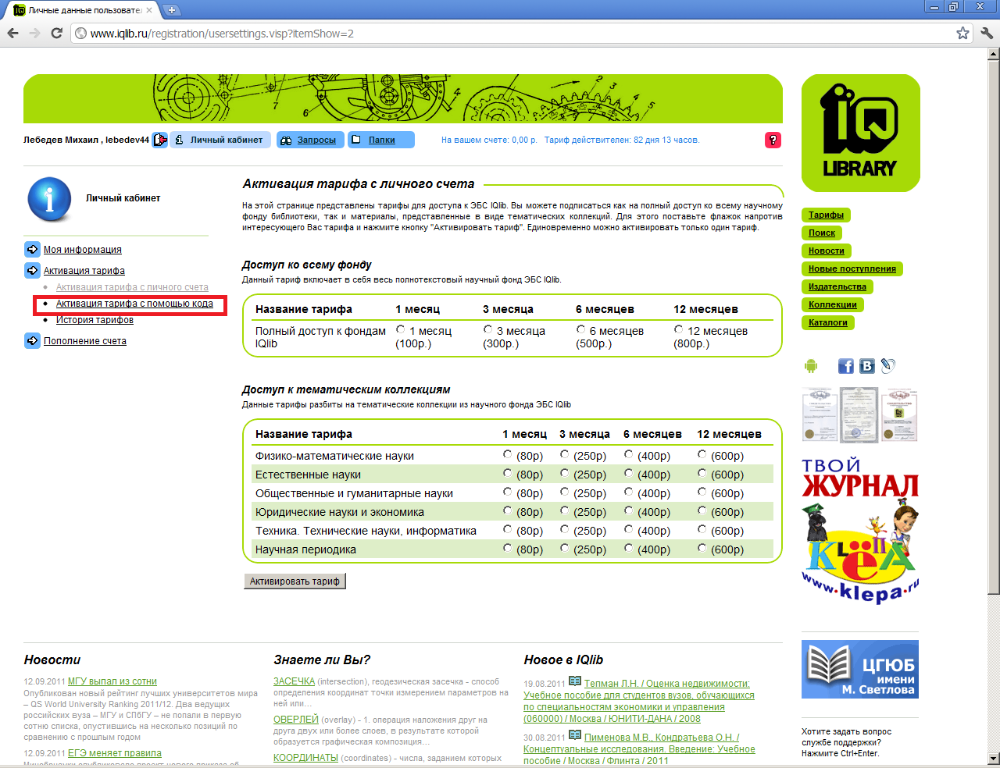 Личные данные пользовател
www.iqlib.ru/registration/usersettings.visp?itemShow=2
7
6
4
2
3
5
Лебедев Михаил , lebedev44
Личный кабинет
Запросы
Папки
На вашем счете: 0,00 р. Тариф действителен: 82 дня 13 часов.
?
iQ
LIBRARY
Личный кабинет
Моя информация
Активация тарифа
Активация тарифа с личного счета
Активация тарифа с помощью кода
История тарифов
Пополнение счета
Активация тарифа с личного счета
На этой странице представлены тарифы для доступа к ЭБС IQlib. Вы можете подписаться как на полный доступ ко всему научному
фонду библиотеки, так и материалы, представленные в виде тематических коллекций. Для этого поставьте флажок напротив
интересующего Вас тарифа и нажмите кнопку "Активировать тариф". Единовременно можно активировать только один тариф.
Доступ ко всему фонду
Данный тариф включает в себя весь полнотекстовый научный фонд ЭБС IQlib.
Название тарифа 1 месяц 3 месяца 6 месяцев 12 месяцев
Полный доступ к фондам 1 месяц 3 месяца 6 месяцев 12 месяцев
IQlib (100р.) (300р.) (500р.) (800р.)
Доступ к тематическим коллекциям
Данные тарифы разбиты на тематические коллекции из научного фонда ЭБС IQlib
Название тарифа 1 месяц 3 месяца 6 месяцев 12 месяцев
Физико-математические науки (80р) (250р) (400р) (600р)
Естественные науки (80р) (250р) (400р) (600р)
Общественные и гуманитарные науки (80р) (250р) (400р) (600р)
Юридические науки и экономика (80р) (250р) (400р) (600р)
Техника. Технические науки, информатика (80р) (250р) (400р) (600р)
Научная периодика (80р) (250р) (400р) (600р)
Активировать тариф
Тарифы
Поиск
Новости
Новые поступления
Издательства
Коллекции
Каталоги
ТВОЙ
ЖУРНАЛ
КLЁПА
www.klepa.ru
ЦГЮБ
имени
М. Светлова
Хотите задать вопрос
службе поддержки?
Нажмите Ctrl+Enter.
Новости
12.09.2011 МГУ выпал из сотни
Опубликован новый рейтинг лучших университетов мира
– QS World University Ranking 2011/12. Два ведущих
российских вуза – МГУ и СПбГУ – не попали в первую
сотню списка, опустившись на несколько позиций по
сравнению с прошлым годом
12.09.2011 ЕГЭ меняет правила
Знаете ли Вы?
ЗАСЕЧКА (intersection), геодезическая засечка - способ
определения координат точки измерением параметров на
ней или...
ОВЕРЛЕЙ (overlay) - 1. операция наложения друг на
друга двух или более слоев, в результате которой
образуется графическая композиция...
КООРДИНАТЫ (coordinates) - числа, заданием которых
Новое в IQlib
19.08.2011 Тепман Л.Н. / Оценка недвижимости:
Учебное пособие для студентов вузов, обучающихся
по специальностям экономики и управления
(060000) / Москва / ЮНИТИ-ДАНА / 2008
30.08.2011 Пименова М.В., Кондратьева О.Н. /
Концептуальные исследования. Введение: Учебное
пособие / Москва / Флинта / 2011